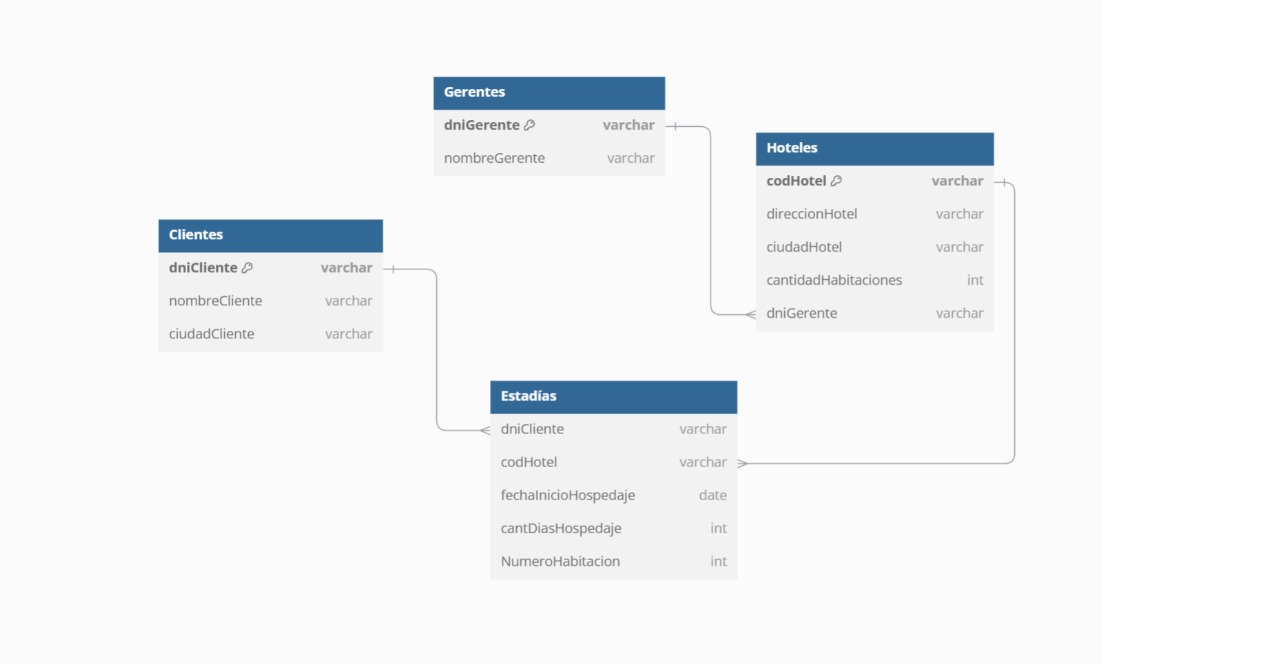 Gerentes
dniGerente varchar
nombreGerente varchar
Hoteles
codHotel varchar
direccionHotel varchar
ciudadHotel varchar
cantidadHabitaciones int
dniGerente varchar
Clientes
dniCliente varchar
nombreCliente varchar
ciudadCliente varchar
Estadías
dniCliente varchar
codHotel varchar
fechaInicioHospedaje date
cantDiasHospedaje int
NumeroHabitacion int